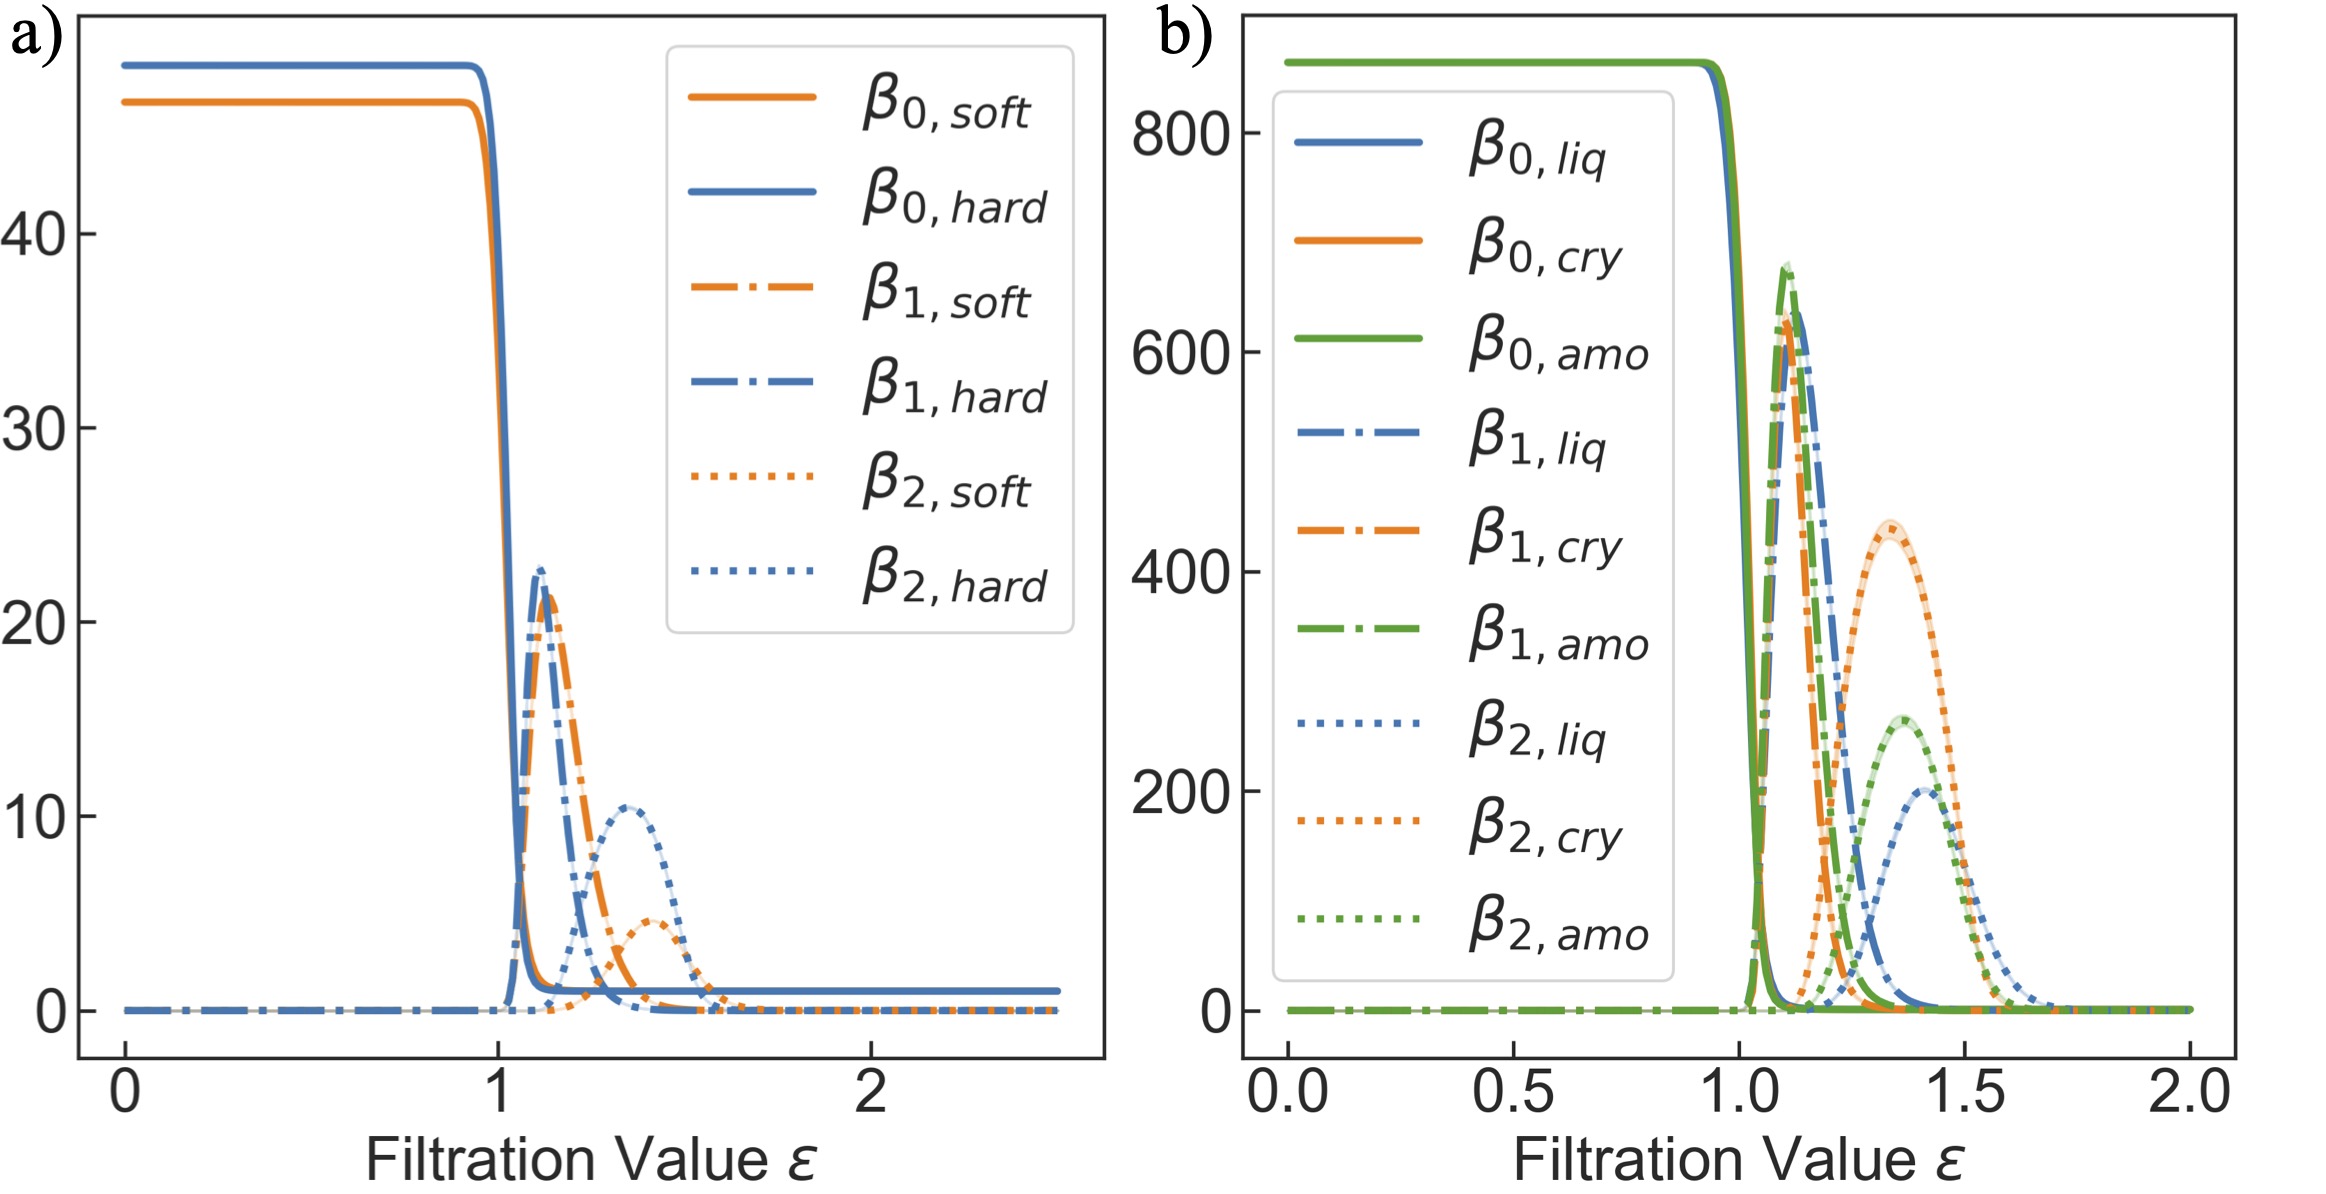 a)
β0, soft
β0, hard
β1, soft
β1, hard
β2, soft
β2, hard
40
30
20
10
0
0 1 2
Filtration Value ε
b)
β0, liq
β0, cry
β0, amo
β1, liq
β1, cry
β1, amo
β2, liq
β2, cry
β2, amo
800
600
400
200
0
0.0 0.5 1.0 1.5 2.0
Filtration Value ε